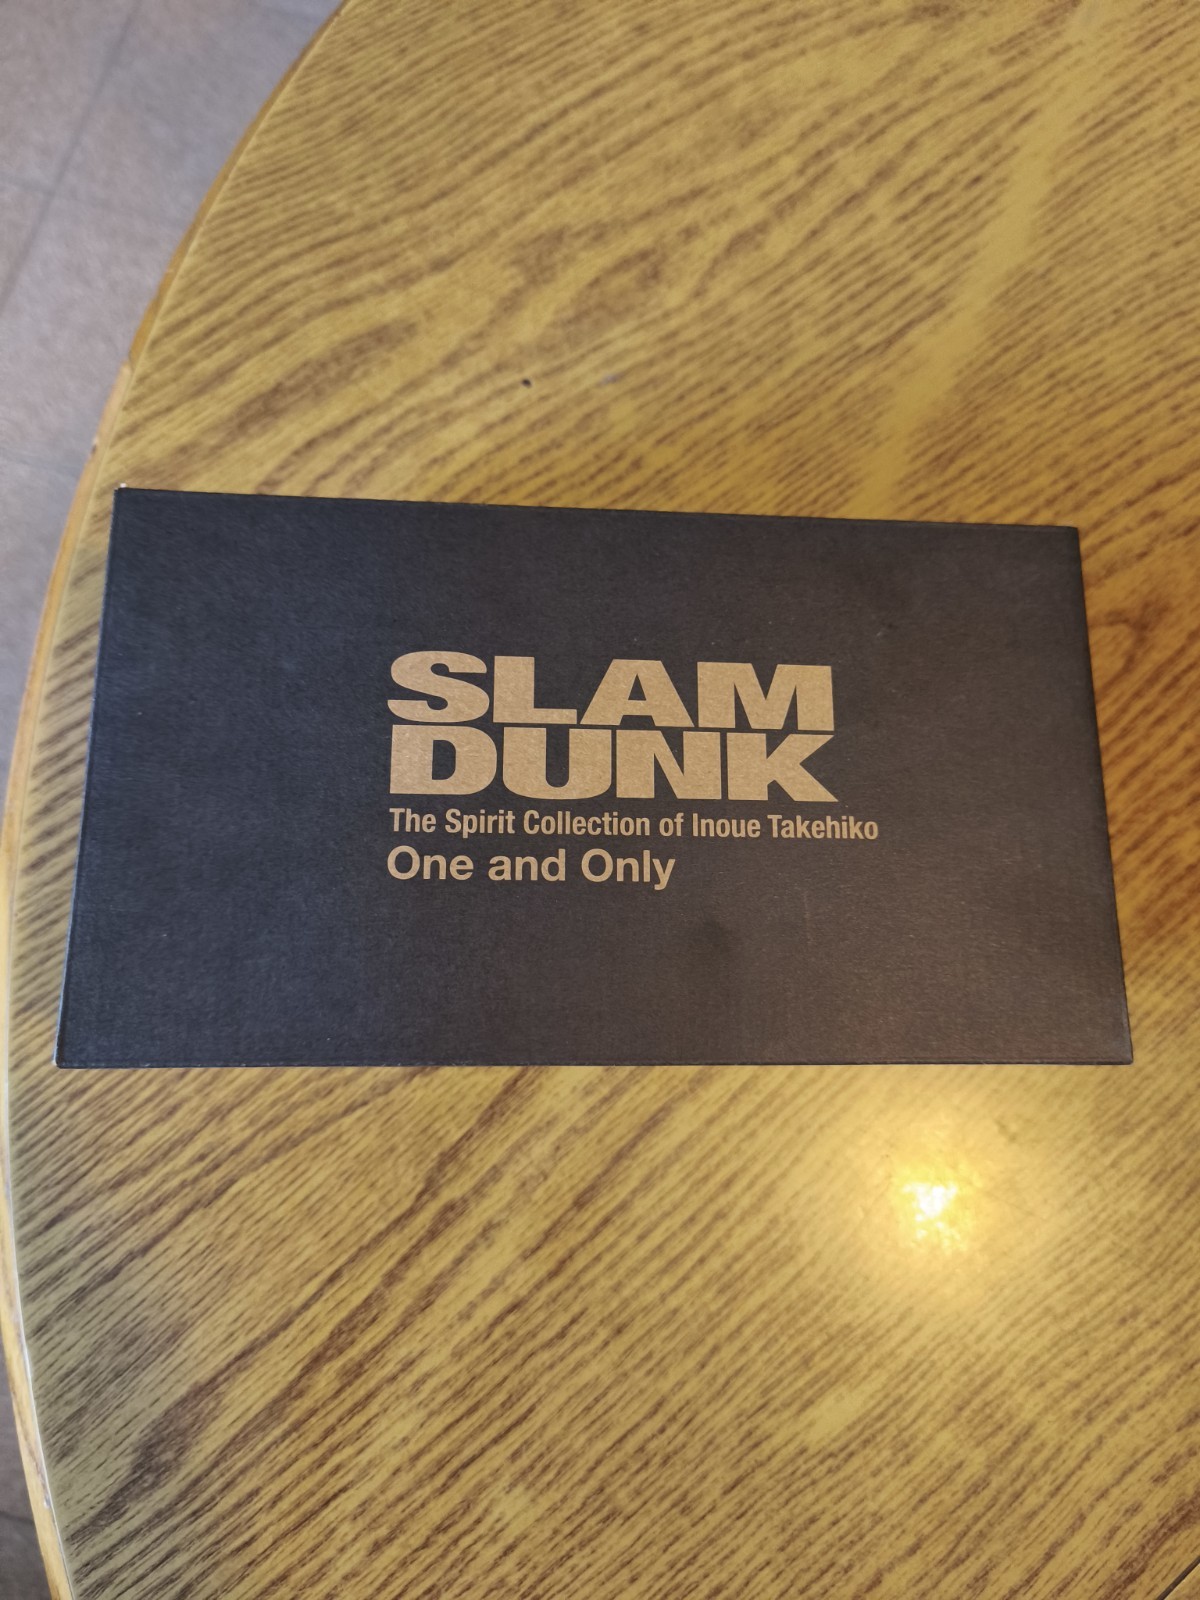 SLAM
DUNK
The Spirit Collection of Inoue Takehiko
One and Only